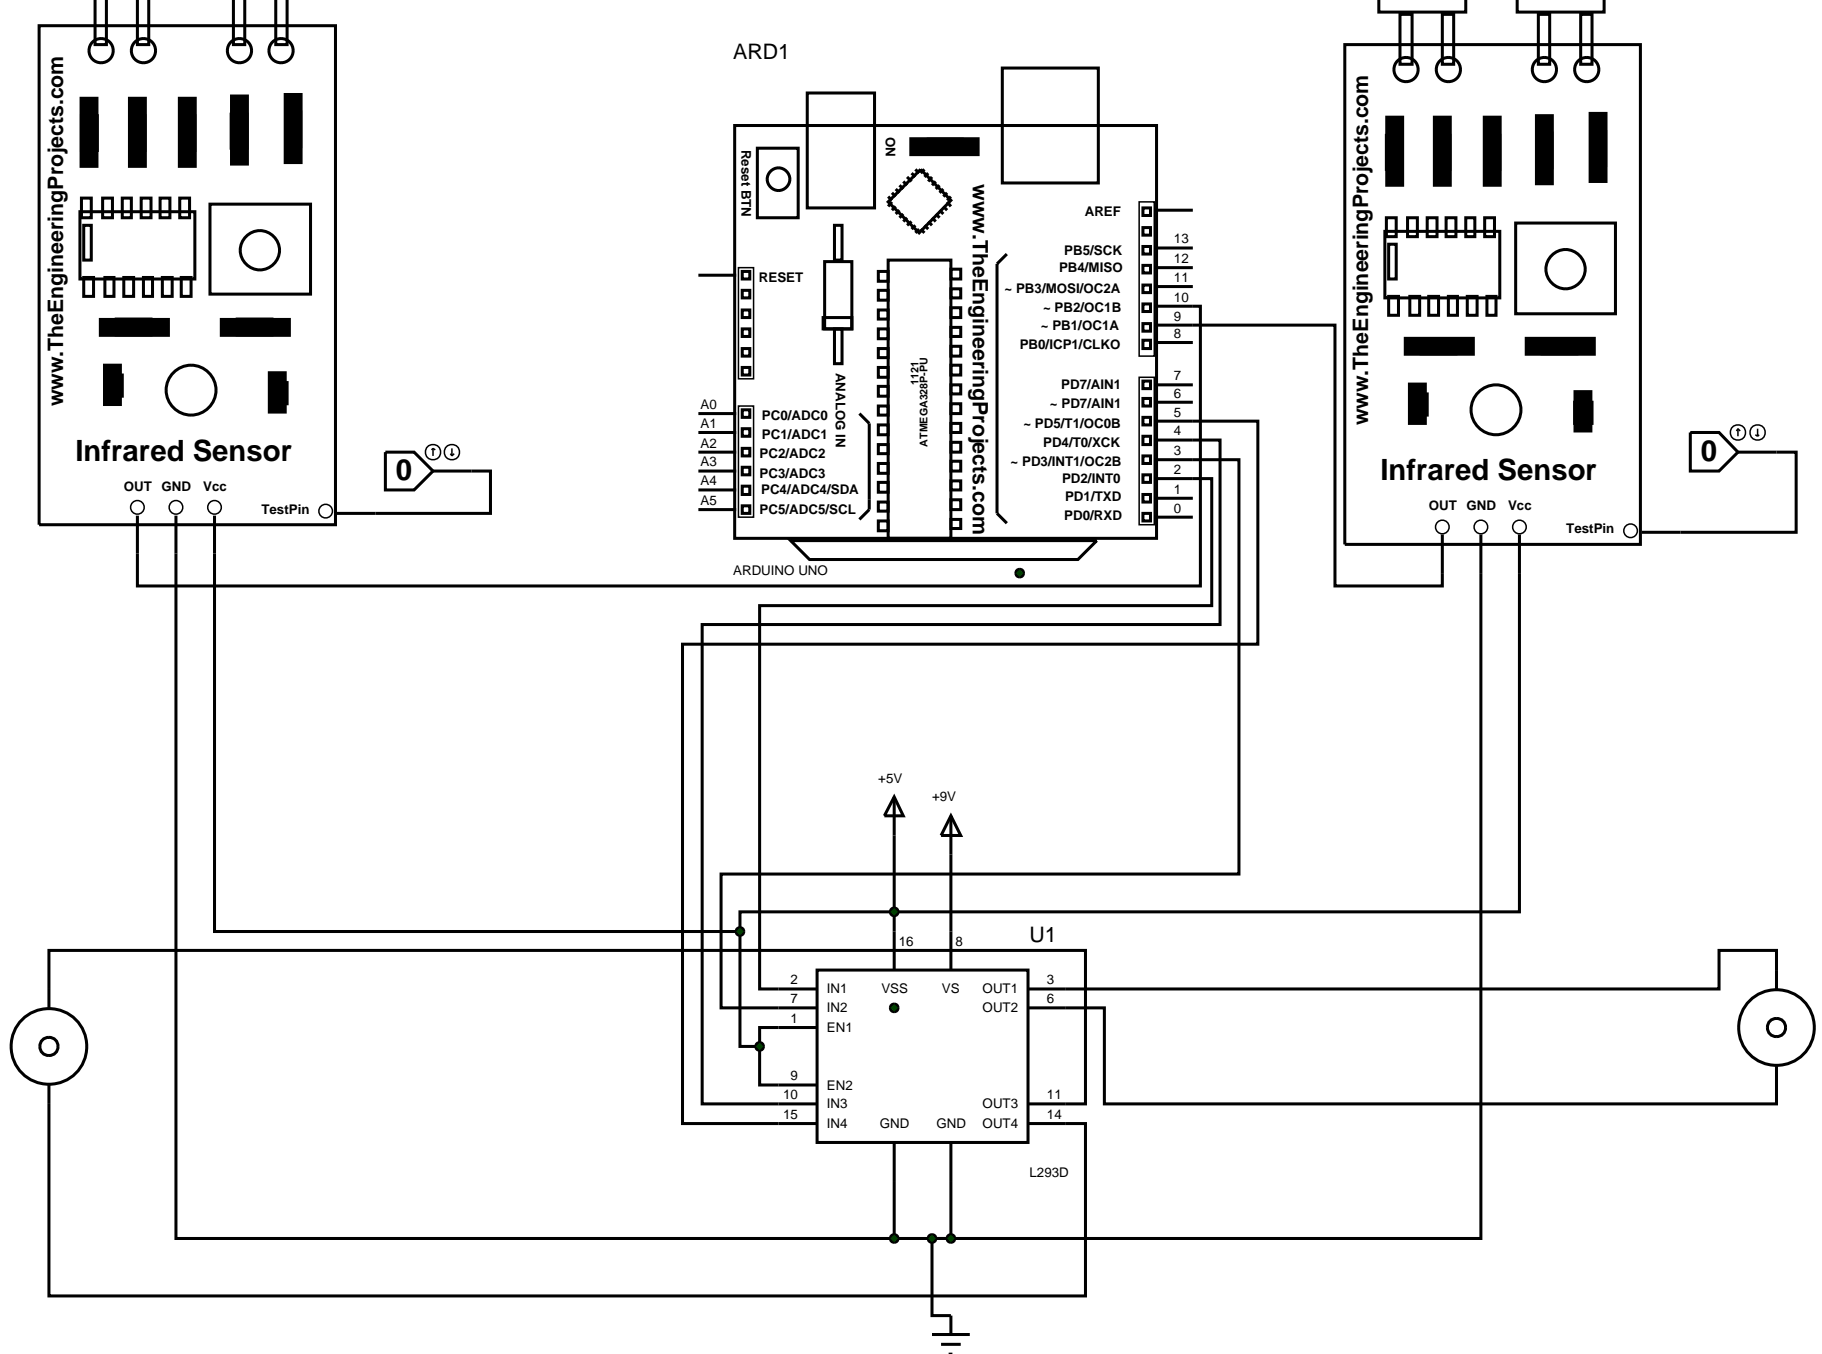 www.TheEngineeringProjects.com
Infrared Sensor
OUT GND Vcc
TestPin
0
ARD1
Reset BTN
ON
www.TheEngineeringProjects.com
RESET
ANALOG IN
1121
ATMEGA328P-PU
A0 PC0/ADC0
A1 PC1/ADC1
A2 PC2/ADC2
A3 PC3/ADC3
A4 PC4/ADC4/SDA
A5 PC5/ADC5/SCL
AREF
PB5/SCK 13
PB4/MISO 12
~ PB3/MOSI/OC2A 11
~ PB2/OC1B 10
~ PB1/OC1A 9
PB0/ICP1/CLKO 8
PD7/AIN1 7
~ PD7/AIN1 6
~ PD5/T1/OC0B 5
PD4/T0/XCK 4
~ PD3/INT1/OC2B 3
PD2/INT0 2
PD1/TXD 1
PD0/RXD 0
ARDUINO UNO
www.TheEngineeringProjects.com
Infrared Sensor
OUT GND Vcc
TestPin
0
+5V
+9V
U1
16 8
2 IN1 VSS VS OUT1 3
7 IN2 OUT2 6
1 EN1
9 EN2
10 IN3 OUT3 11
15 IN4 GND GND OUT4 14
L293D